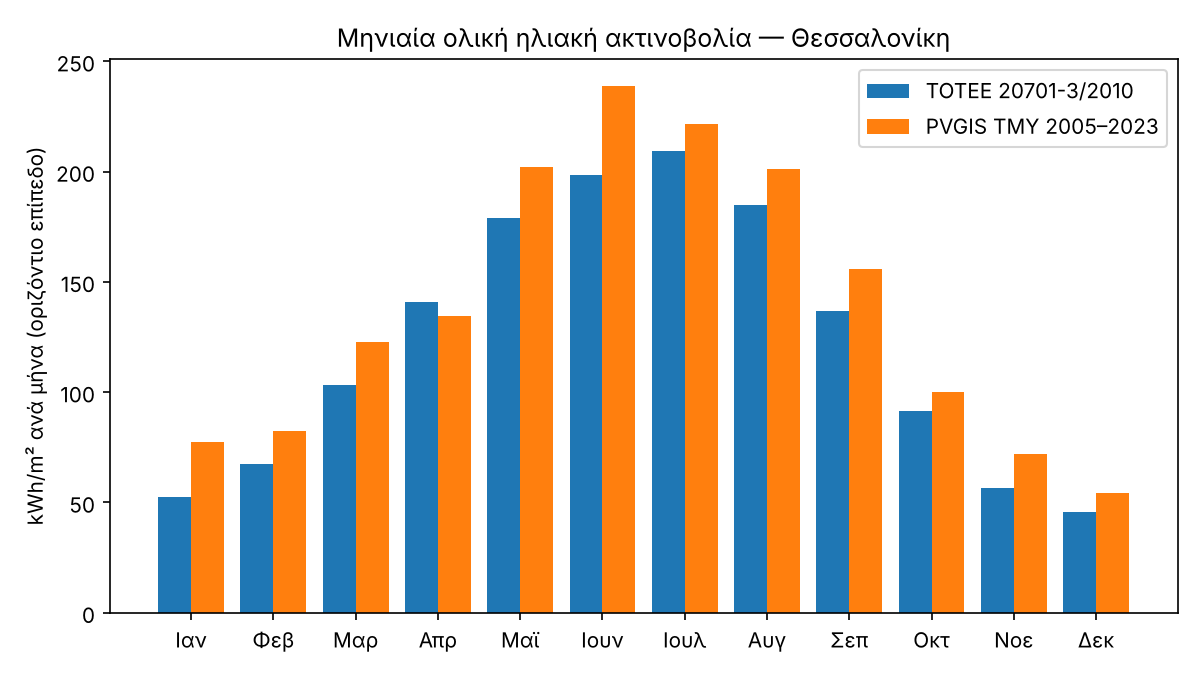 Μηνιαία ολική ηλιακή ακτινοβολία — Θεσσαλονίκη
kWh/m² ανά μήνα (οριζόντιο επίπεδο)
250
200
150
100
50
0
ΤΟΤΕΕ 20701-3/2010
PVGIS TMY 2005–2023
Ιαν Φεβ Μαρ Απρ Μαϊ Ιουν Ιουλ Αυγ Σεπ Οκτ Νοε Δεκ